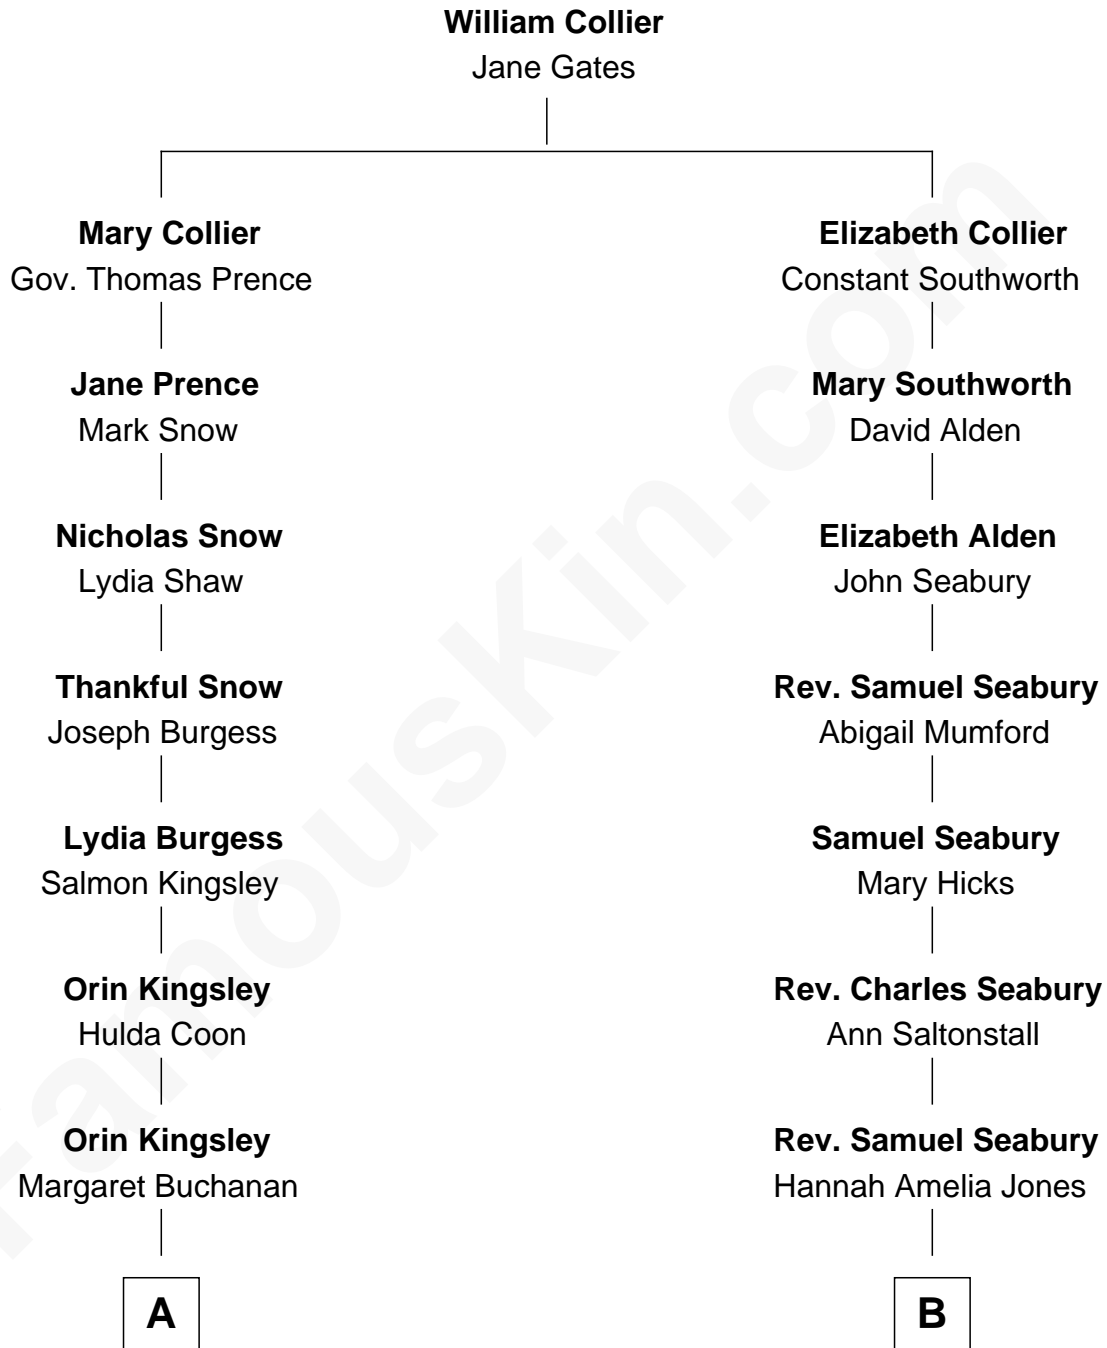 William Collier
Jane Gates
Mary Collier
Gov. Thomas Prence
Elizabeth Collier
Constant Southworth
Jane Prence
Mark Snow
Mary Southworth
David Alden
Nicholas Snow
Lydia Shaw
Elizabeth Alden
John Seabury
Thankful Snow
Joseph Burgess
Rev. Samuel Seabury
Abigail Mumford
Lydia Burgess
Salmon Kingsley
Samuel Seabury
Mary Hicks
Orin Kingsley
Hulda Coon
Rev. Charles Seabury
Ann Saltonstall
Orin Kingsley
Margaret Buchanan
Rev. Samuel Seabury
Hannah Amelia Jones
A
B
FamousKin.com